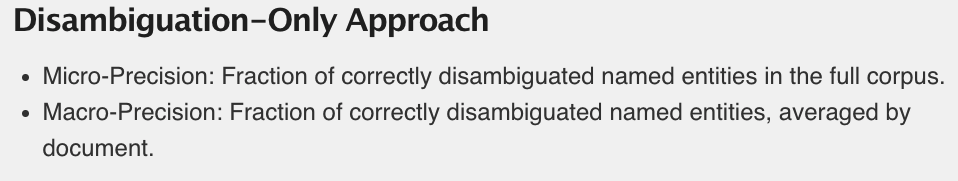 Disambiguation-Only Approach
• Micro-Precision: Fraction of correctly disambiguated named entities in the full corpus.
• Macro-Precision: Fraction of correctly disambiguated named entities, averaged by
document.